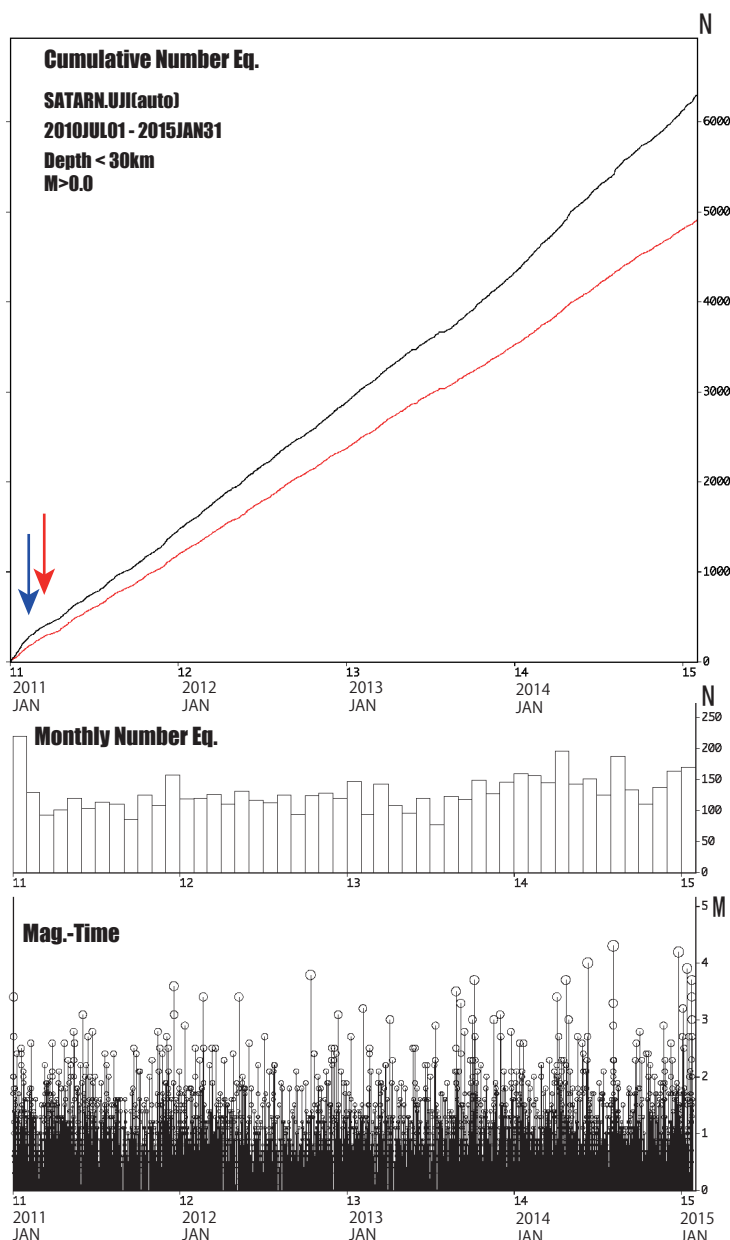 N
Cumulative Number Eq.
SATARN.UJI(auto)
2010JUL01 - 2015JAN31
Depth < 30km
M>0.0
6000
5000
4000
3000
2000
1000
0
11 12 13 14 15
2011 2012 2013 2014
JAN JAN JAN JAN
N
Monthly Number Eq.
250
200
150
100
50
0
11 12 13 14 15
M
Mag.-Time
5
4
3
2
1
0
11 12 13 14 15
2011 2012 2013 2014 2015
JAN JAN JAN JAN JAN